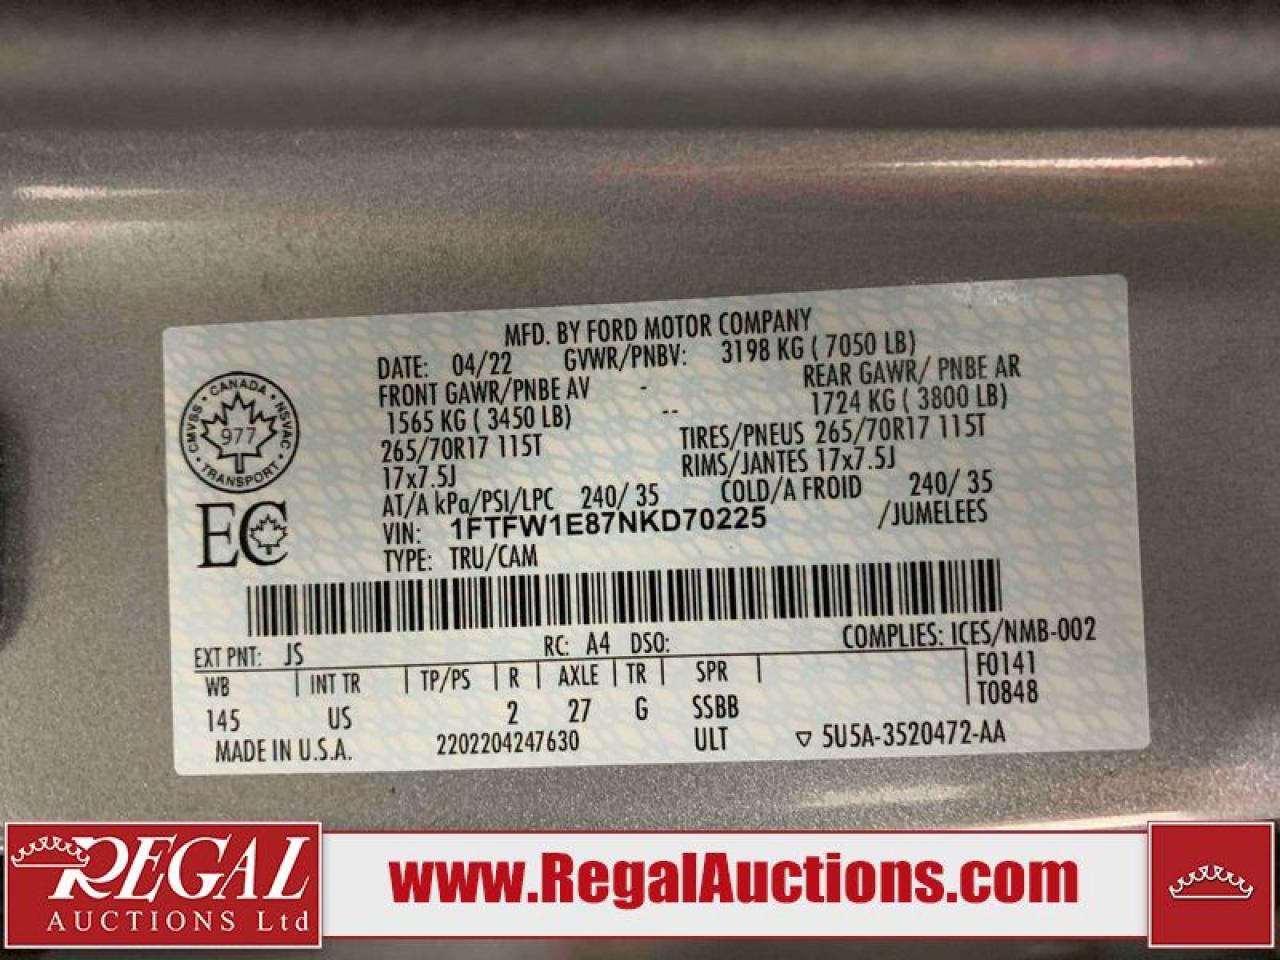 MFD. BY FORD MOTOR COMPANY
DATE: 04/22 GVWR/PNBV: 3198 KG ( 7050 LB)
FRONT GAWR/PNBE AV - REAR GAWR/ PNBE AR
1565 KG ( 3450 LB) -- 1724 KG ( 3800 LB)
265/70R17 115T TIRES/PNEUS 265/70R17 115T
17x7.5J RIMS/JANTES 17x7.5J
AT/A kPa/PSI/LPC 240/ 35 COLD/A FROID 240/ 35
VIN: 1FTFW1E87NKD70225 /JUMELEES
TYPE: TRU/CAM
CANADA
CMVSS • NSVAC
977
TRANSPORT
EC
EXT PNT: JS RC: A4 DSO: COMPLIES: ICES/NMB-002
WB | INT TR | TP/PS | R | AXLE | TR | SPR | F0141
T0848
145 US 2 27 G SSBB
MADE IN U.S.A. 2202204247630 ULT ▽ 5U5A-3520472-AA
REGAL
AUCTIONS Ltd
www.RegalAuctions.com